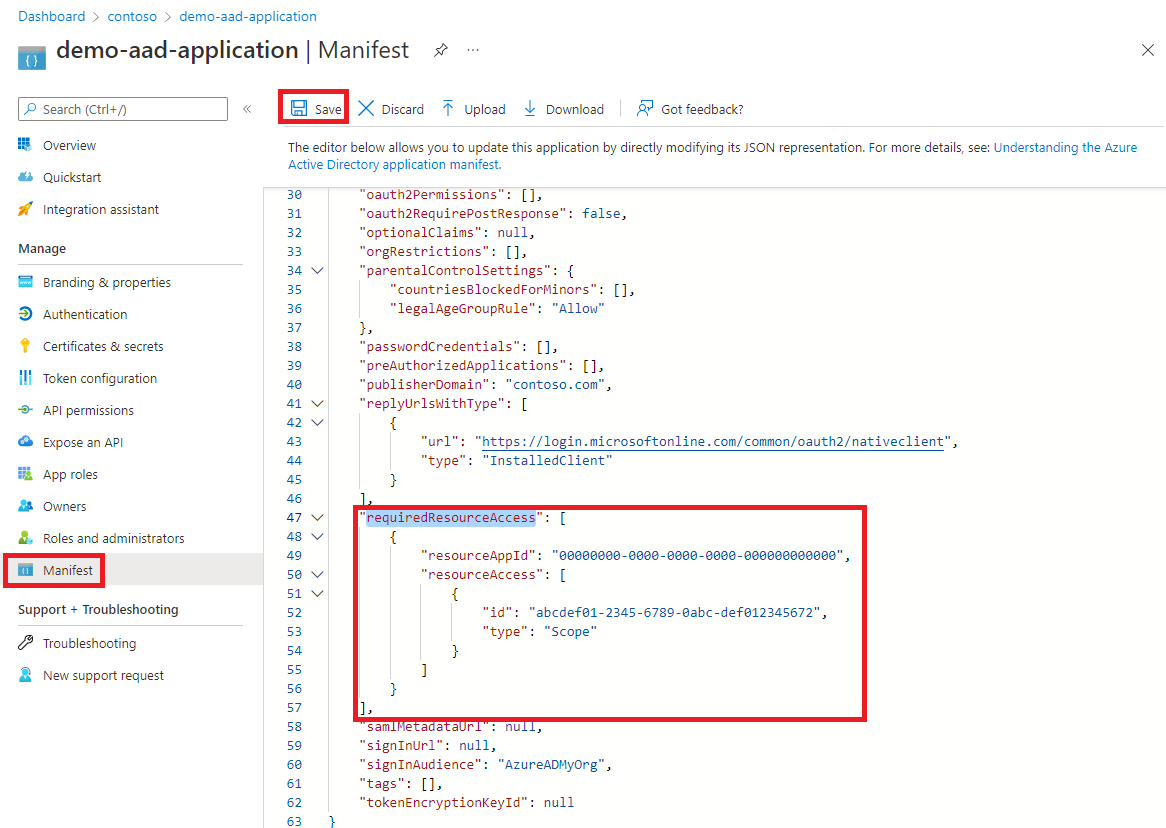 Dashboard > contoso > demo-aad-application
demo-aad-application | Manifest
Search (Ctrl+/)
Overview
Quickstart
Integration assistant
Manage
Branding & properties
Authentication
Certificates & secrets
Token configuration
API permissions
Expose an API
App roles
Owners
Roles and administrators
Manifest
Support + Troubleshooting
Troubleshooting
New support request
Save Discard Upload Download Got feedback?
The editor below allows you to update this application by directly modifying its JSON representation. For more details, see: Understanding the Azure
Active Directory application manifest.
30 "oauth2Permissions": [],
31 "oauth2RequirePostResponse": false,
32 "optionalClaims": null,
33 "orgRestrictions": [],
34 "parentalControlSettings": {
35 "countriesBlockedForMinors": [],
36 "legalAgeGroupRule": "Allow"
37 },
38 "passwordCredentials": [],
39 "preAuthorizedApplications": [],
40 "publisherDomain": "contoso.com",
41 "replyUrlsWithType": [
42 {
43 "url": "https://login.microsoftonline.com/common/oauth2/nativeclient",
44 "type": "InstalledClient"
45 }
46 ],
47 "requiredResourceAccess": [
48 {
49 "resourceAppId": "00000000-0000-0000-0000-000000000000",
50 "resourceAccess": [
51 {
52 "id": "abcdef01-2345-6789-0abc-def012345672",
53 "type": "Scope"
54 }
55 ]
56 }
57 ],
58 "samlMetadataUrl": null,
59 "signInUrl": null,
60 "signInAudience": "AzureADMyOrg",
61 "tags": [],
62 "tokenEncryptionKeyId": null
63 }